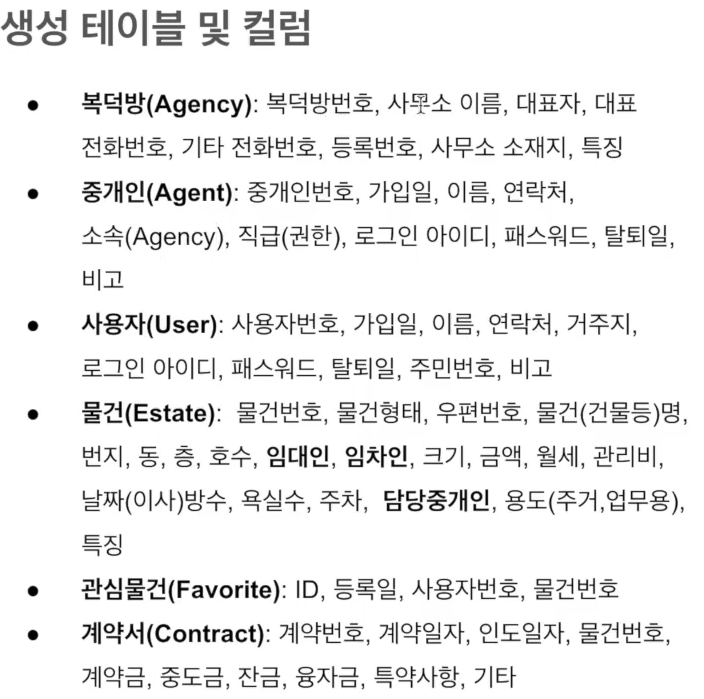 생성 테이블 및 컬럼
● 복덕방(Agency): 복덕방번호, 사무소 이름, 대표자, 대표
전화번호, 기타 전화번호, 등록번호, 사무소 소재지, 특징
● 중개인(Agent): 중개인번호, 가입일, 이름, 연락처,
소속(Agency), 직급(권한), 로그인 아이디, 패스워드, 탈퇴일,
비고
● 사용자(User): 사용자번호, 가입일, 이름, 연락처, 거주지,
로그인 아이디, 패스워드, 탈퇴일, 주민번호, 비고
● 물건(Estate): 물건번호, 물건형태, 우편번호, 물건(건물등)명,
번지, 동, 층, 호수, 임대인, 임차인, 크기, 금액, 월세, 관리비,
날짜(이사)방수, 욕실수, 주차, 담당중개인, 용도(주거,업무용),
특징
● 관심물건(Favorite): ID, 등록일, 사용자번호, 물건번호
● 계약서(Contract): 계약번호, 계약일자, 인도일자, 물건번호,
계약금, 중도금, 잔금, 융자금, 특약사항, 기타